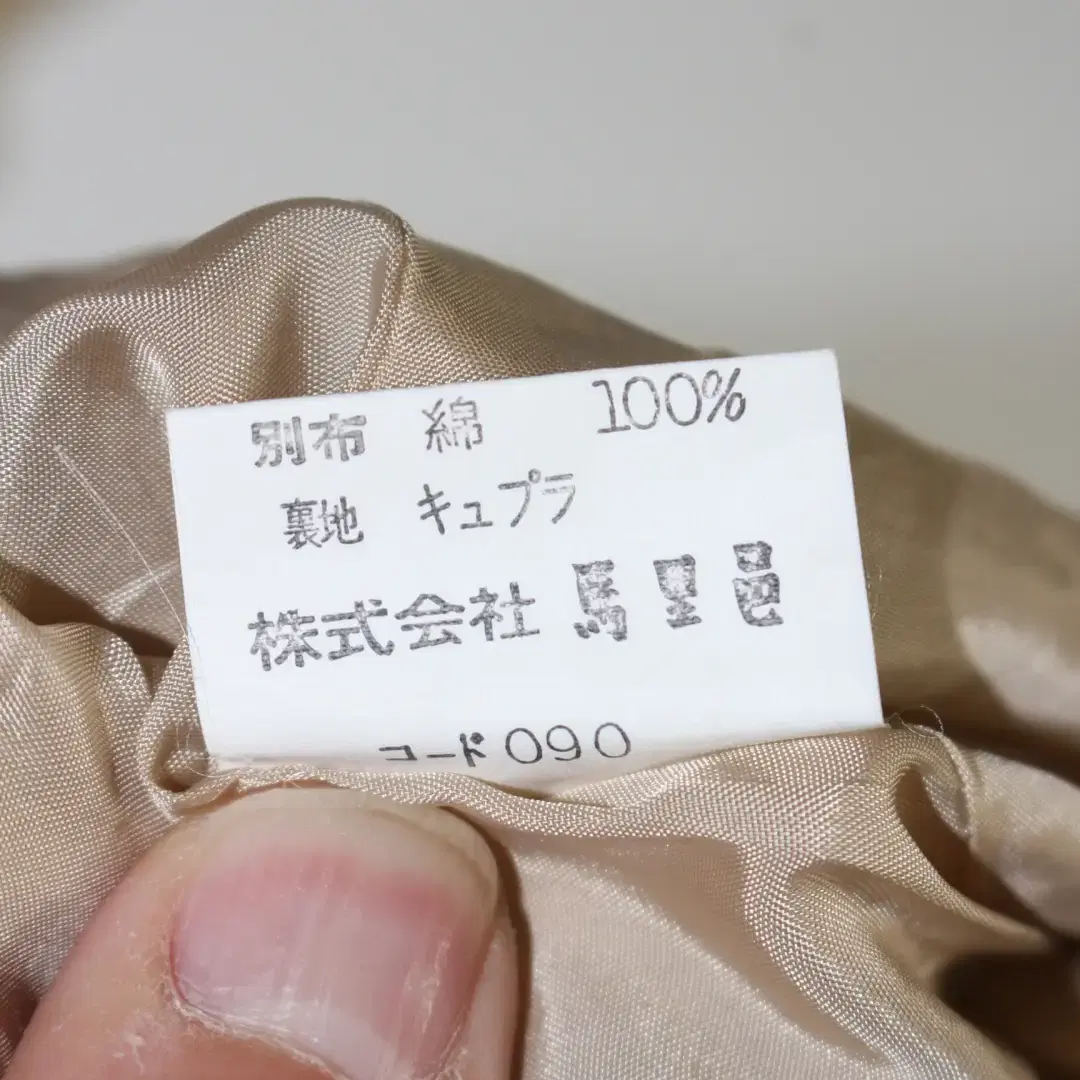 別布 綿 100%
裏地 キュプラ
株式会社 馬里邑
コード090